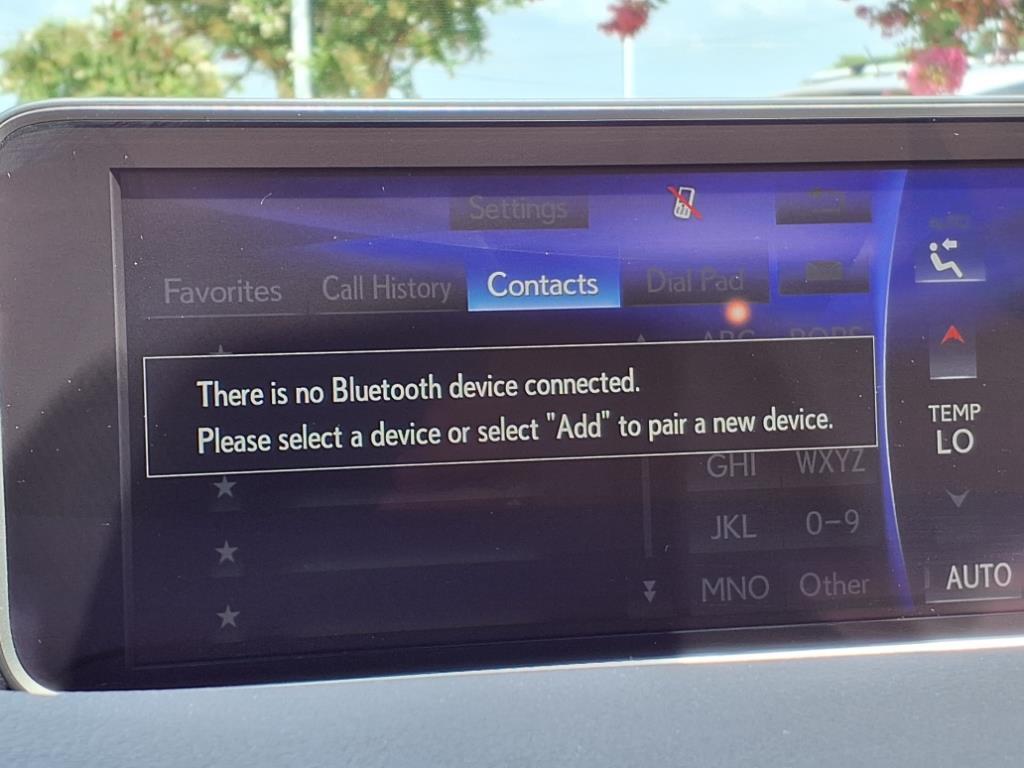 Settings
Favorites Call History Contacts Dial Pad
There is no Bluetooth device connected.
Please select a device or select "Add" to pair a new device.
TEMP
LO
GHI WXYZ
JKL 0-9
MNO Other
AUTO